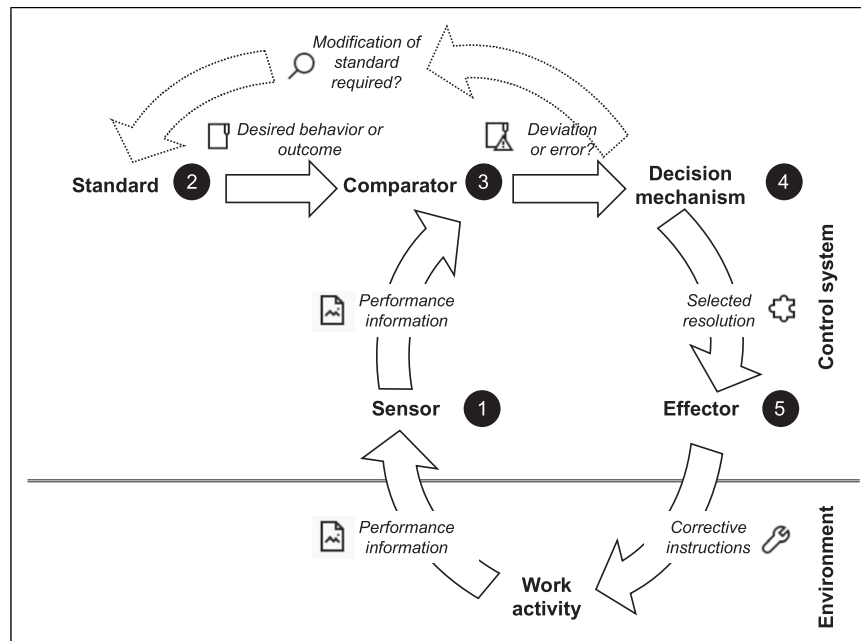 Modification of
standard
required?
Desired behavior or
outcome
Deviation
or error?
Standard 2
Comparator 3
Decision
mechanism 4
Performance
information
Selected
resolution
Control system
Sensor 1
Effector 5
Performance
information
Corrective
instructions
Environment
Work
activity